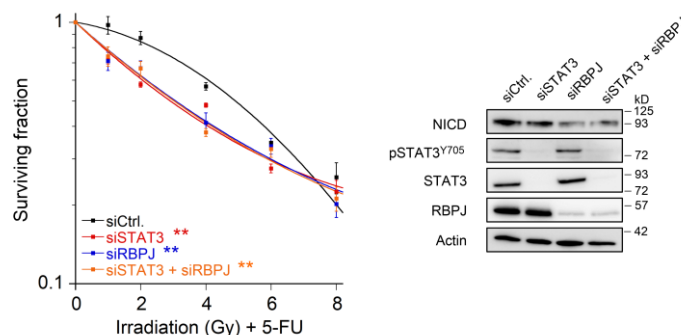 1
0.1
Surviving fraction
siCtrl.
siSTAT3 **
siRBPJ **
siSTAT3 + siRBPJ **
0 2 4 6 8
Irradiation (Gy) + 5-FU
siCtrl.
siSTAT3
siRBPJ
siSTAT3 + siRBPJ
kD
NICD
125
93
pSTAT3Y705
72
STAT3
93
72
RBPJ
57
Actin
42